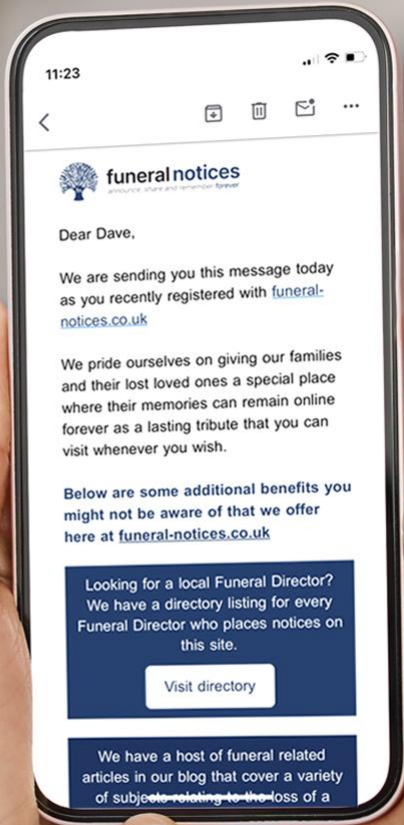 11:23
funeral notices
announce, share and remember forever
Dear Dave,
We are sending you this message today
as you recently registered with funeral-
notices.co.uk
We pride ourselves on giving our families
and their lost loved ones a special place
where their memories can remain online
forever as a lasting tribute that you can
visit whenever you wish.
Below are some additional benefits you
might not be aware of that we offer
here at funeral-notices.co.uk
Looking for a local Funeral Director?
We have a directory listing for every
Funeral Director who places notices on
this site.
Visit directory
We have a host of funeral related
articles in our blog that cover a variety
of subjects relating to the loss of a